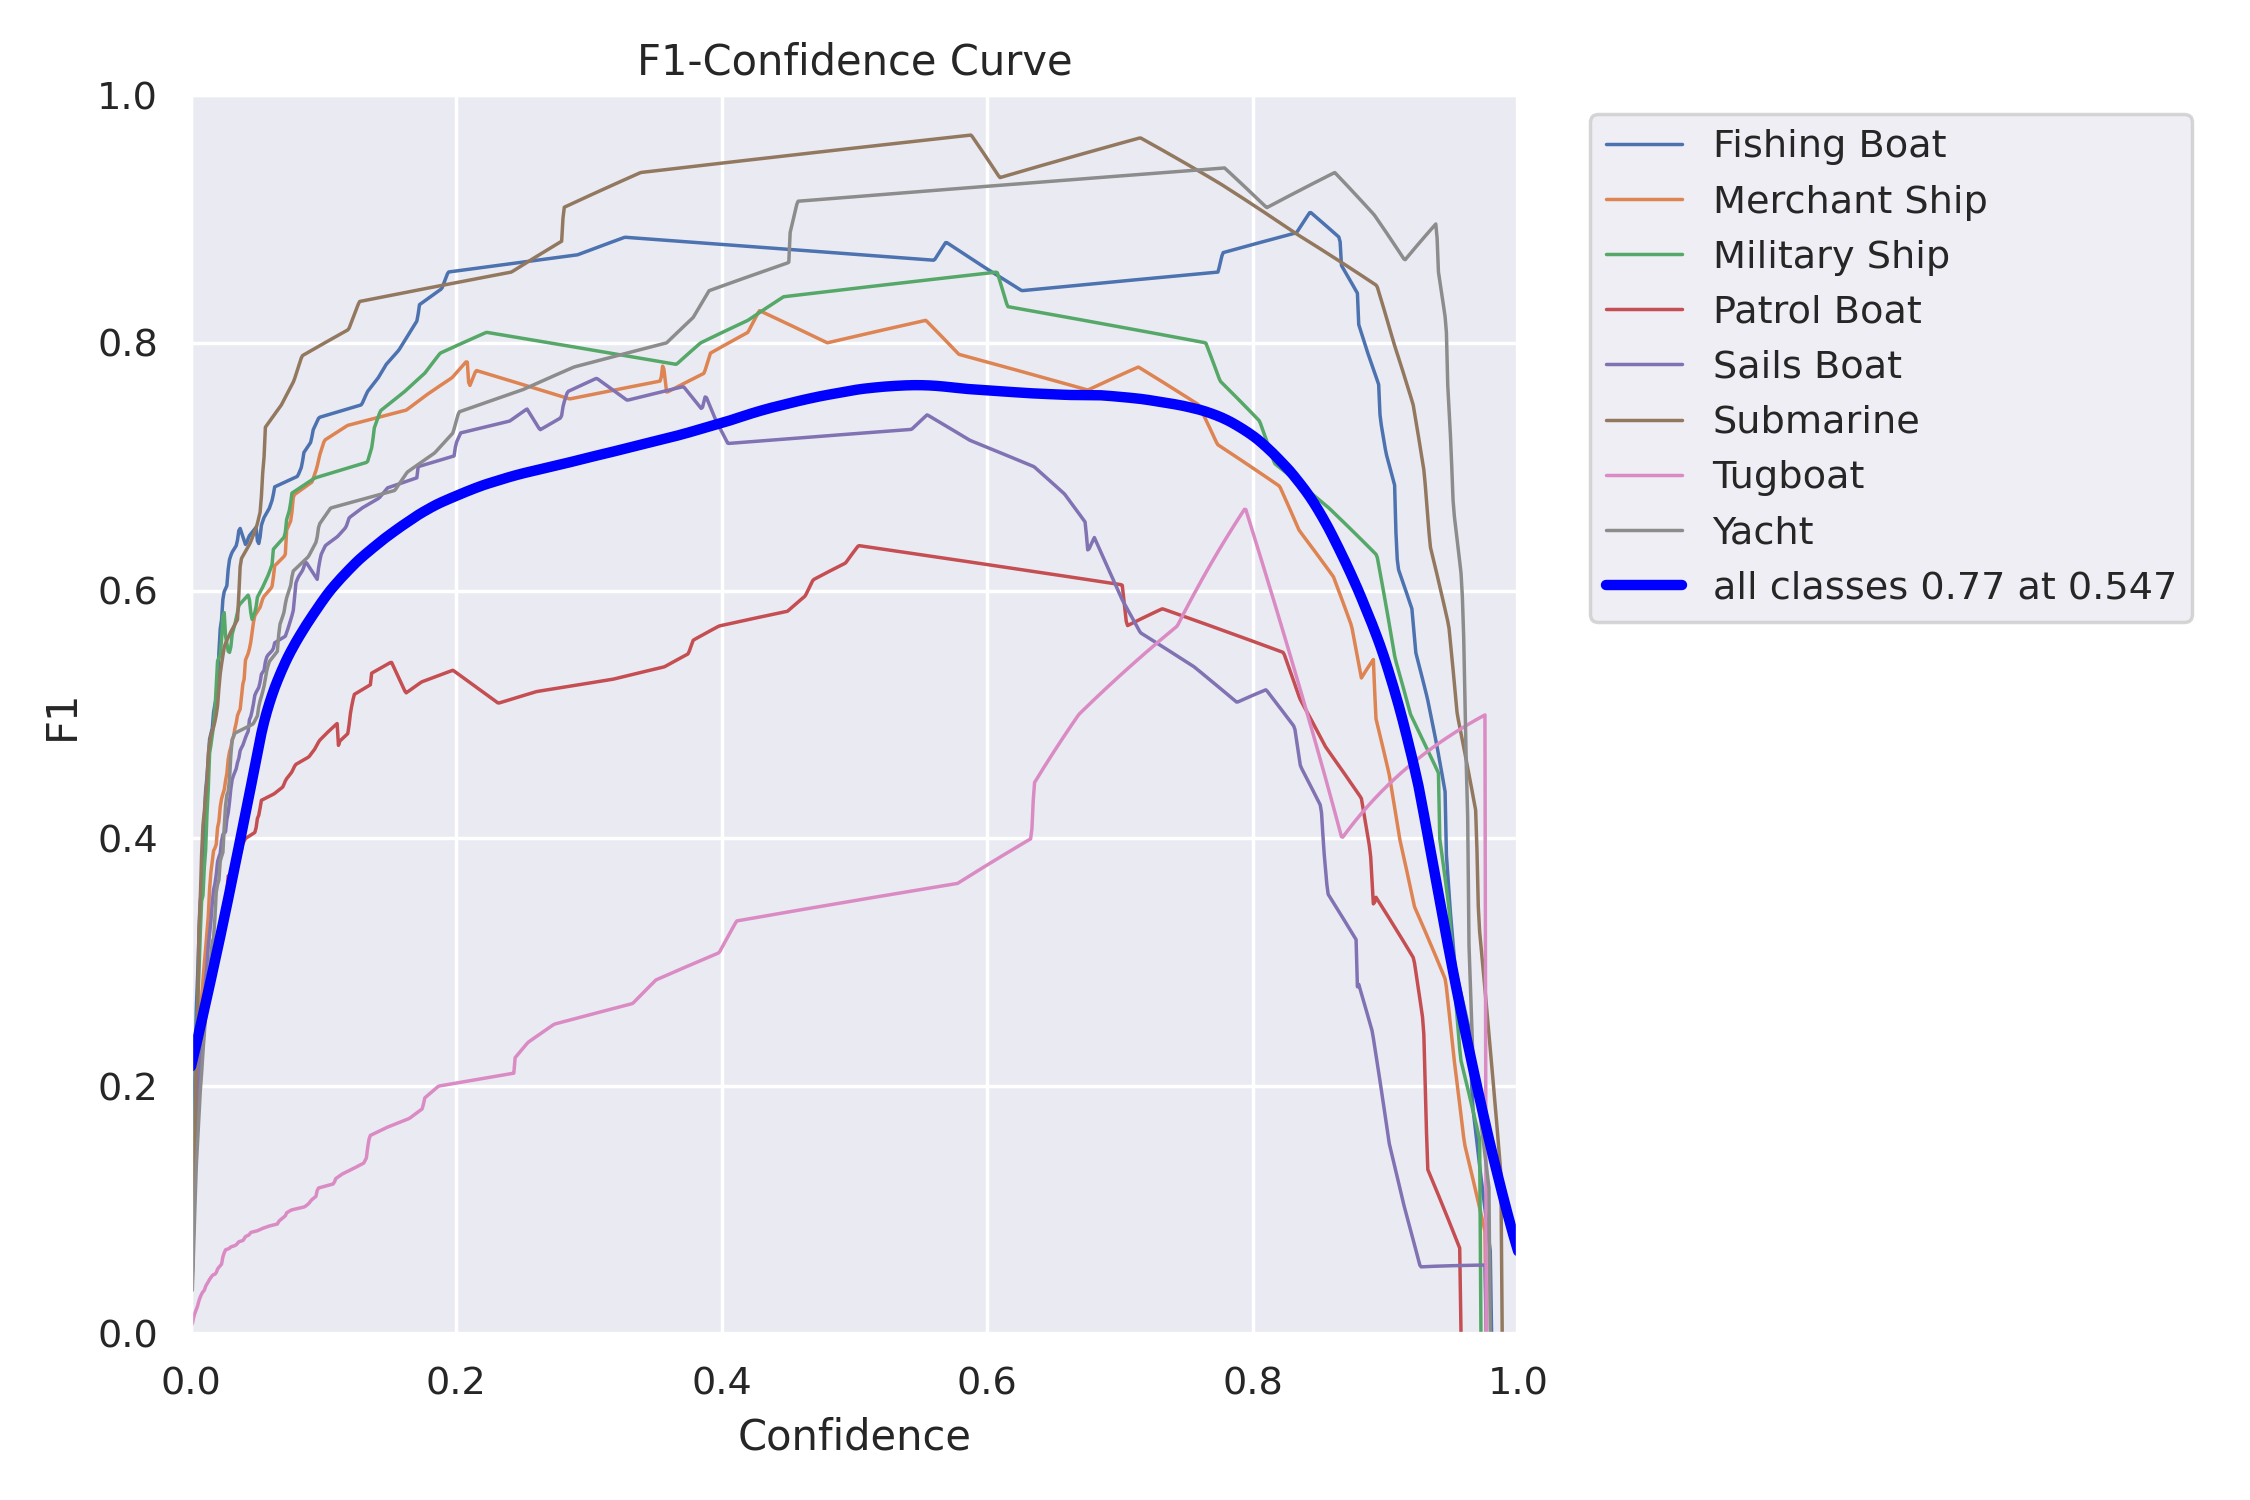 F1-Confidence Curve
1.0
0.8
0.6
0.4
0.2
0.0
F1
0.0 0.2 0.4 0.6 0.8 1.0
Confidence
Fishing Boat
Merchant Ship
Military Ship
Patrol Boat
Sails Boat
Submarine
Tugboat
Yacht
all classes 0.77 at 0.547